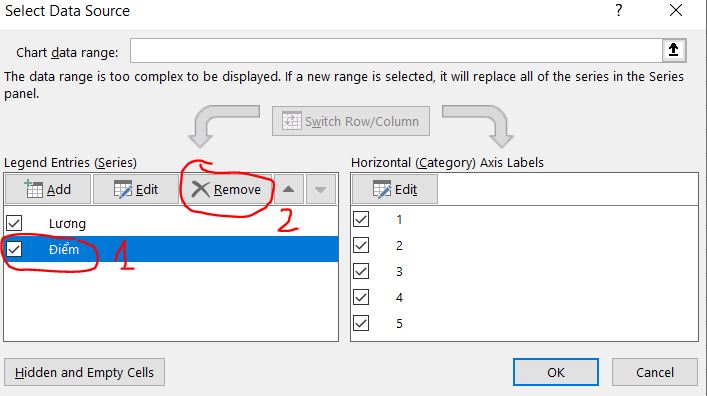 Select Data Source
?
Chart data range:
The data range is too complex to be displayed. If a new range is selected, it will replace all of the series in the Series
panel.
Switch Row/Column
Legend Entries (Series)
Horizontal (Category) Axis Labels
Add Edit Remove
Edit
Lương
2
Điểm
1
1
2
3
4
5
Hidden and Empty Cells
OK
Cancel